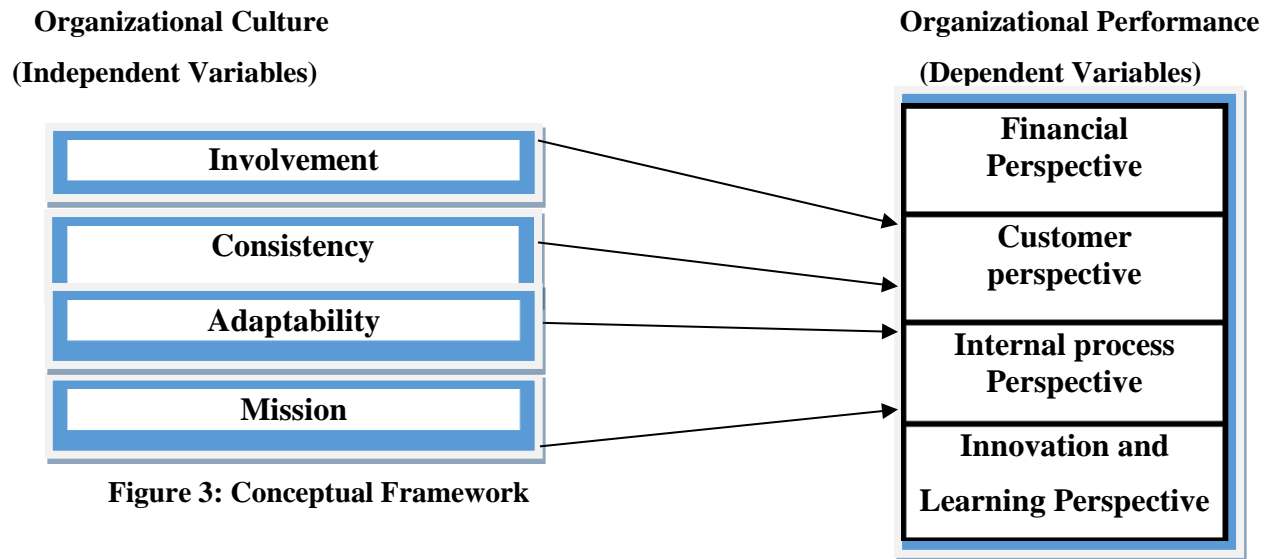 Organizational Culture
(Independent Variables)
Involvement
Consistency
Adaptability
Mission
Figure 3: Conceptual Framework
Organizational Performance
(Dependent Variables)
Financial
Perspective
Customer
perspective
Internal process
Perspective
Innovation and
Learning Perspective